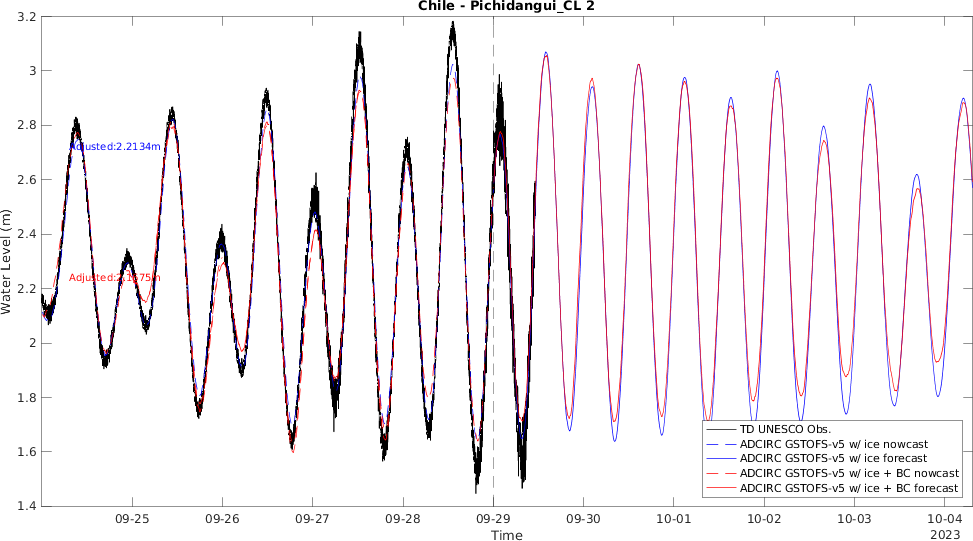 Chile - Pichidangui_CL 2
3.2
3
2.8
2.6
2.4
2.2
2
1.8
1.6
1.4
Water Level (m)
Adjusted:2.2134m
TD UNESCO Obs.
ADCIRC GSTOFS-v5 w/ ice nowcast
ADCIRC GSTOFS-v5 w/ ice forecast
ADCIRC GSTOFS-v5 w/ ice + BC nowcast
ADCIRC GSTOFS-v5 w/ ice + BC forecast
09-25 09-26 09-27 09-28 09-29 09-30 10-01 10-02 10-03 10-04
Time
2023